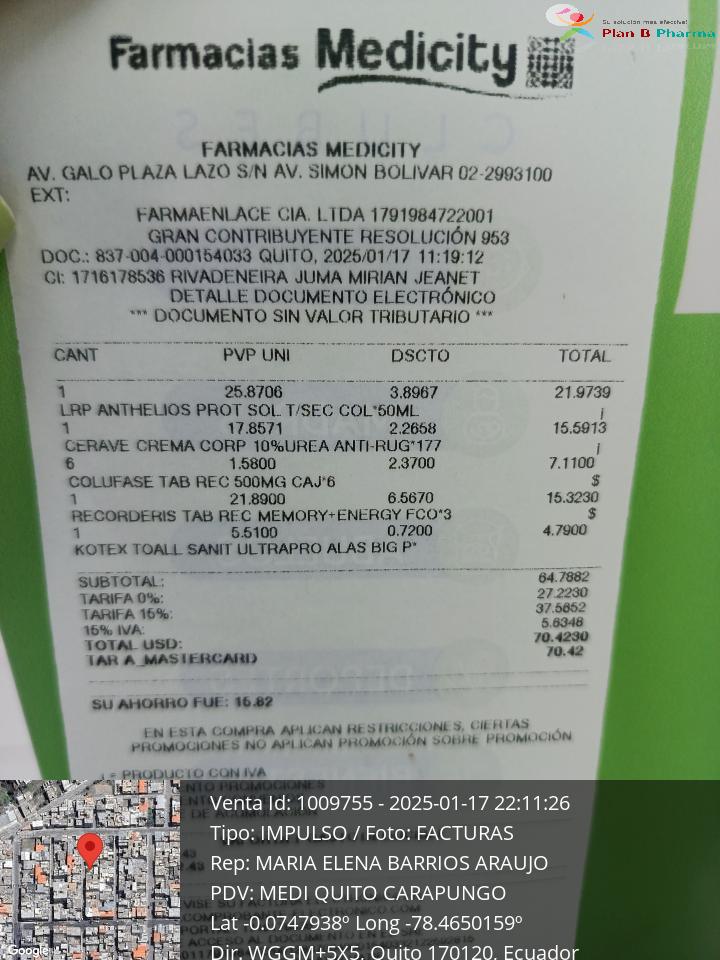 Su solución mas efectiva!
Plan B Pharma
Farmacias Medicity
FARMACIAS MEDICITY
AV. GALO PLAZA LAZO S/N AV. SIMON BOLIVAR 02-2993100
EXT:
FARMAENLACE CIA. LTDA 1791984722001
GRAN CONTRIBUYENTE RESOLUCIÓN 953
DOC.: 837-004-000154033 QUITO, 2025/01/17 11:19:12
CI: 1716178536 RIVADENEIRA JUMA MIRIAN JEANET
DETALLE DOCUMENTO ELECTRÓNICO
*** DOCUMENTO SIN VALOR TRIBUTARIO ***
CANT PVP UNI DSCTO TOTAL
1 25.8706 3.8967 21.9739
LRP ANTHELIOS PROT SOL T/SEC COL*50ML i
1 17.8571 2.2658 15.5913
CERAVE CREMA CORP 10%UREA ANTI-RUG*177 i
6 1.5800 2.3700 7.1100
COLUFASE TAB REC 500MG CAJ*6 $
1 21.8900 6.5670 15.3230
RECORDERIS TAB REC MEMORY+ENERGY FCO*3 $
1 5.5100 0.7200 4.7900
KOTEX TOALL SANIT ULTRAPRO ALAS BIG P*
SUBTOTAL: 64.7882
TARIFA 0%: 27.2230
TARIFA 15%: 37.5652
15% IVA: 5.6348
TOTAL USD: 70.4230
TAR A_MASTERCARD 70.42
SU AHORRO FUE: 15.82
EN ESTA COMPRA APLICAN RESTRICCIONES, CIERTAS
PROMOCIONES NO APLICAN PROMOCIÓN SOBRE PROMOCIÓN
i = PRODUCTO CON IVA
Venta Id: 1009755 - 2025-01-17 22:11:26
Tipo: IMPULSO / Foto: FACTURAS
Rep: MARIA ELENA BARRIOS ARAUJO
PDV: MEDI QUITO CARAPUNGO
Lat -0.0747938º Long -78.4650159º
Dir. WGGM+5X5, Quito 170120, Ecuador
Google